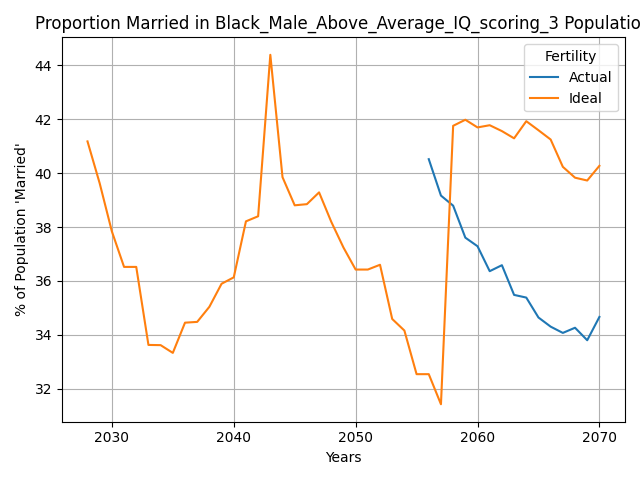 Proportion Married in Black_Male_Above_Average_IQ_scoring_3 Populatio
Fertility
Actual
Ideal
% of Population 'Married'
44
42
40
38
36
34
32
2030 2040 2050 2060 2070
Years